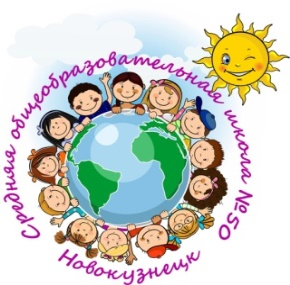 Средняя общеобразовательная школа №50
Новокузнецк